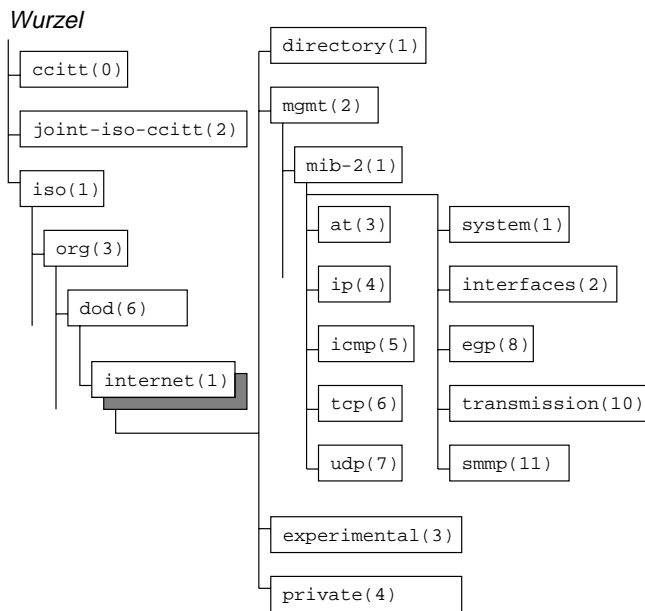 Wurzel
ccitt(0)
joint-iso-ccitt(2)
iso(1)
org(3)
dod(6)
internet(1)
directory(1)
mgmt(2)
mib-2(1)
at(3)
ip(4)
icmp(5)
tcp(6)
udp(7)
system(1)
interfaces(2)
egp(8)
transmission(10)
smmp(11)
experimental(3)
private(4)